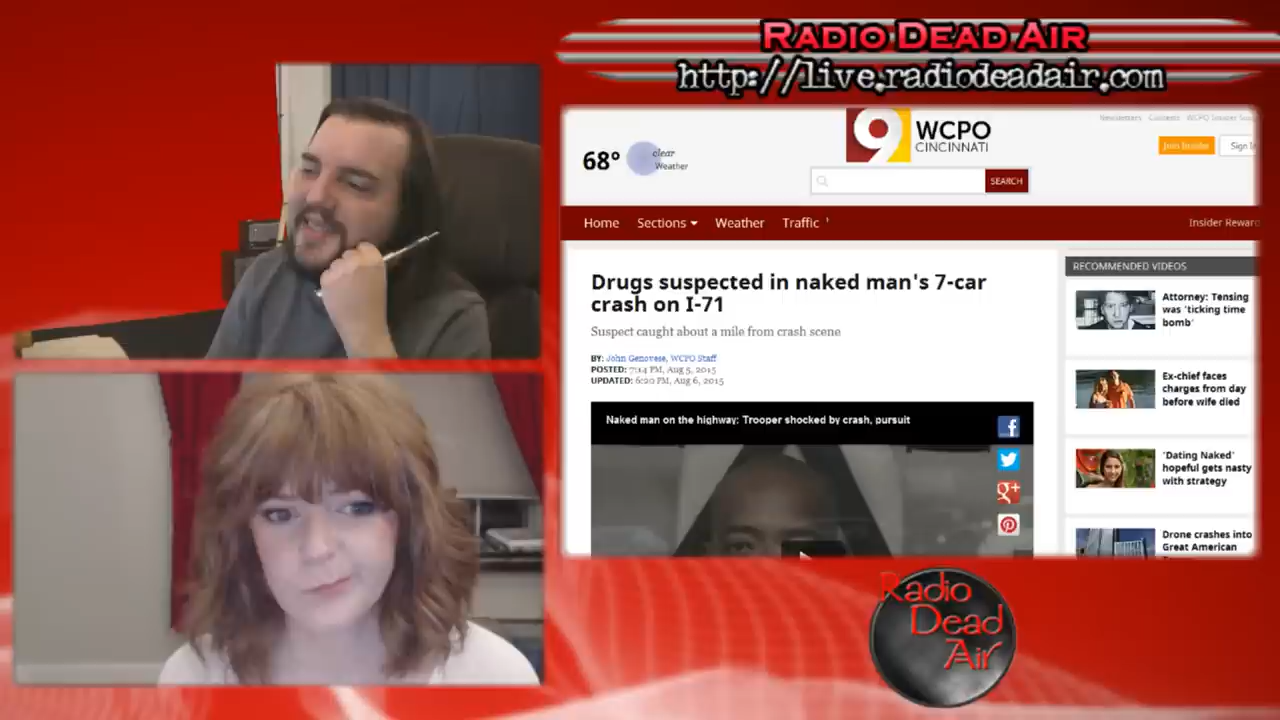 RADIO DEAD AIR
http://live.radiodeadair.com
Newsletters
9 WCPO
CINCINNATI
68°
clear
Weather
Join Insider
Sign In
SEARCH
Home
Sections
Weather
Traffic
Insider Reward
Drugs suspected in naked man's 7-car
crash on I-71
Suspect caught about a mile from crash scene
BY: John Genovese, WCPO Staff
POSTED: 7:14 PM, Aug 5, 2015
UPDATED: 6:20 PM, Aug 6, 2015
Naked man on the highway: Trooper shocked by crash, pursuit
RECOMMENDED VIDEOS
Attorney: Tensing
was 'ticking time
bomb'
Ex-chief faces
charges from day
before wife died
'Dating Naked'
hopeful gets nasty
with strategy
Drone crashes into
Great American
Radio
Dead
Air